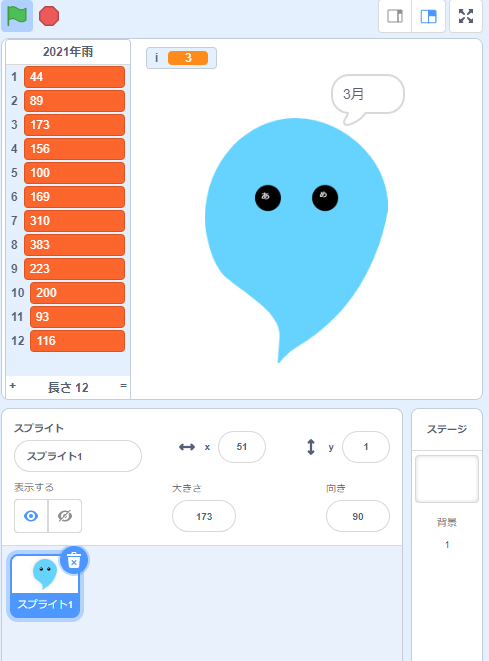 2021年雨
1 44
2 89
3 173
4 156
5 100
6 169
7 310
8 383
9 223
10 200
11 93
12 116
+ 長さ 12 =
i 3
3月
あ め
スプライト
スプライト1
x 51
y 1
表示する
大きさ
173
向き
90
スプライト1
ステージ
背景
1